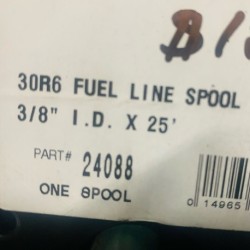 30R6 FUEL LINE SPOOL
3/8" I.D. X 25'
PART# 24088
ONE SPOOL
0 14965